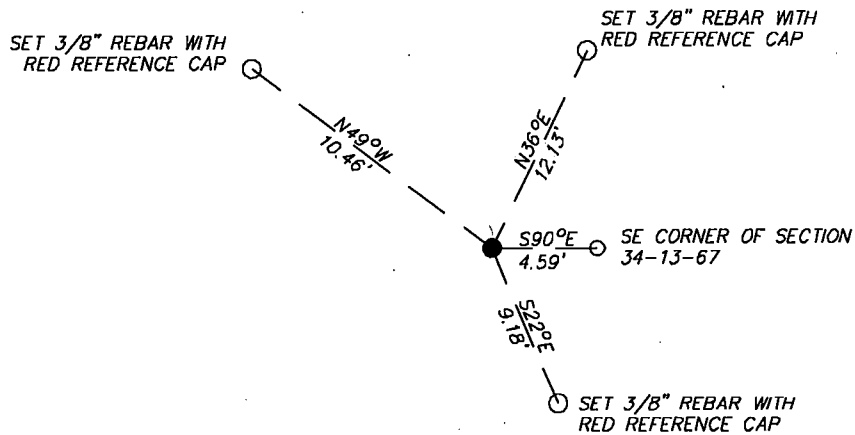 SET 3/8" REBAR WITH
RED REFERENCE CAP
SET 3/8" REBAR WITH
RED REFERENCE CAP
N49°W
10.46'
N36°E
12.13'
S90°E
4.59'
SE CORNER OF SECTION
34-13-67
S22°E
9.18'
SET 3/8" REBAR WITH
RED REFERENCE CAP